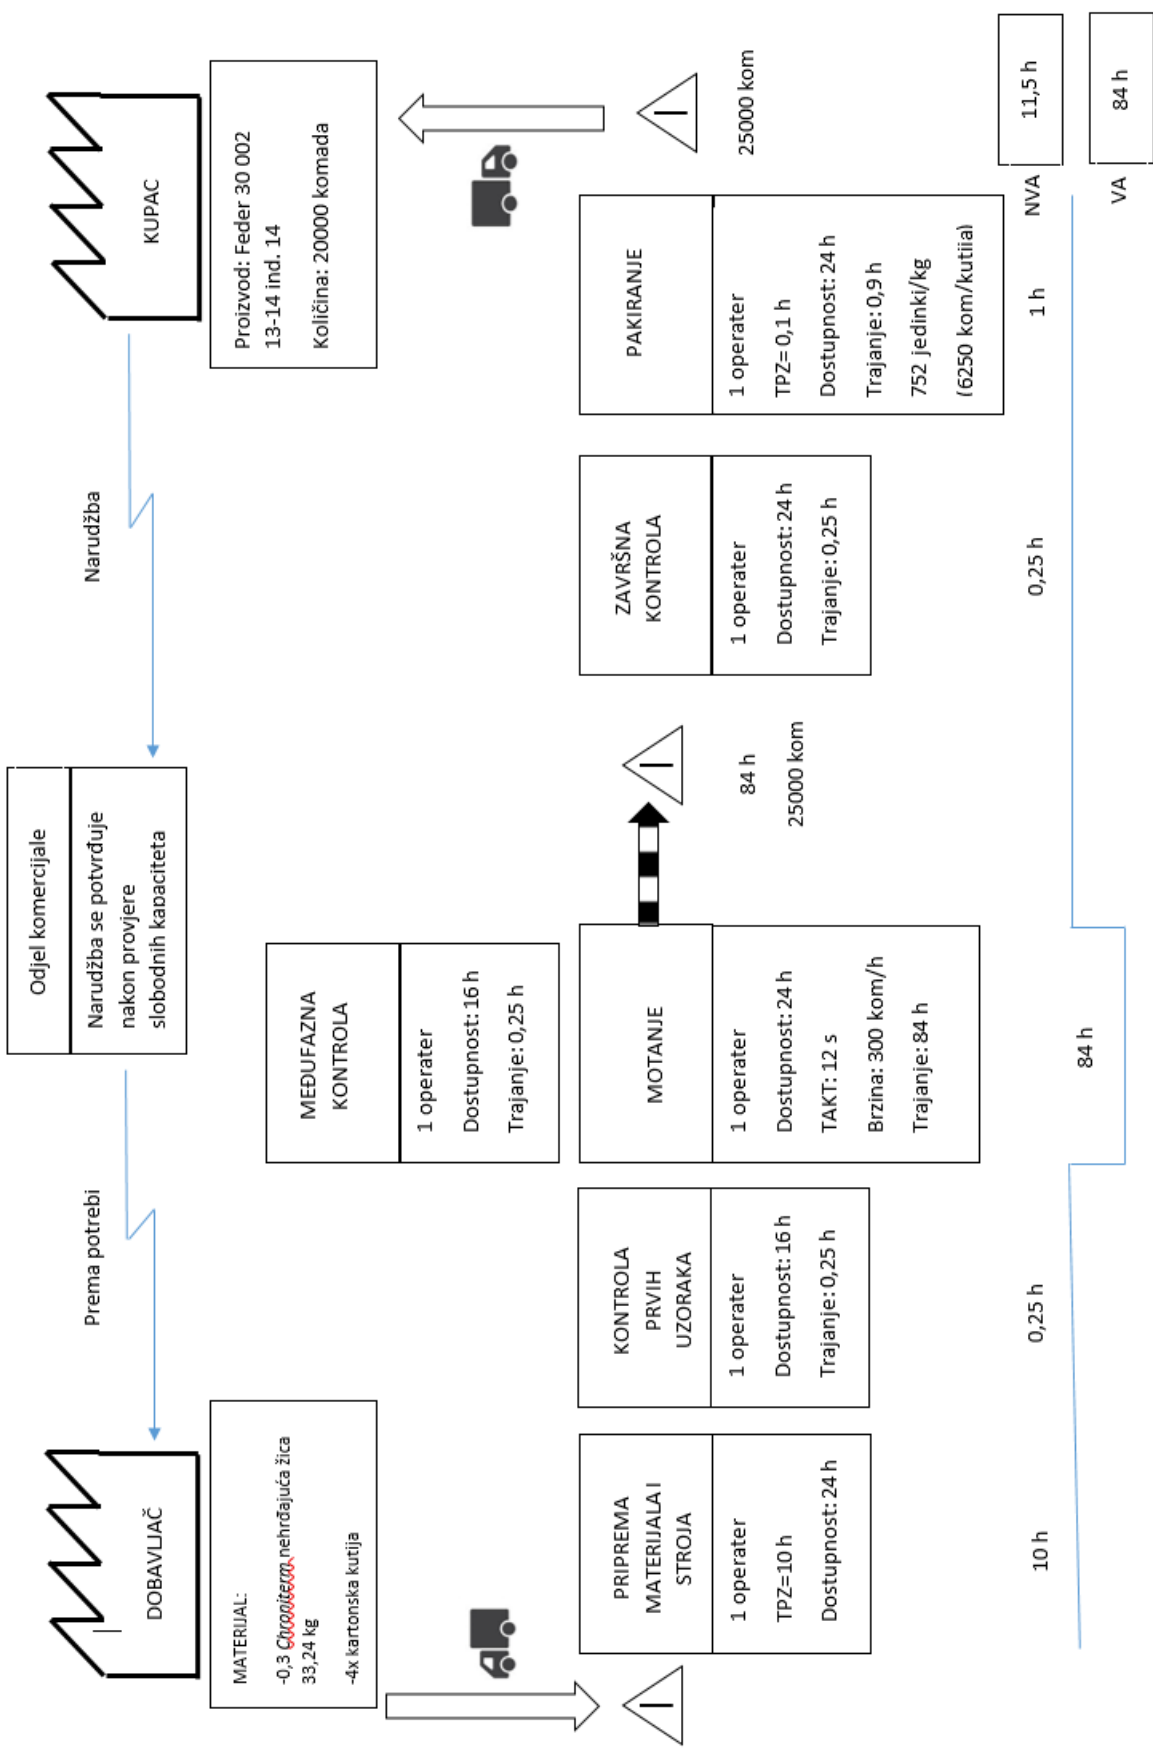 DOBAVLJAČ
MATERIJAL:
-0,3 Chroniterm nehrđajuća žica
33,24 kg
-4x kartonska kutija
Prema potrebi
Odjel komercijale
Narudžba se potvrđuje
nakon provjere
slobodnih kapaciteta
Narudžba
KUPAC
Proizvod: Feder 30 002
13-14 ind. 14
Količina: 20000 komada
MEĐUFAZNA
KONTROLA
1 operater
Dostupnost: 16 h
Trajanje: 0,25 h
I
PRIPREMA
MATERIJALA I
STROJA
1 operater
TPZ=10 h
Dostupnost: 24 h
KONTROLA
PRVIH
UZORAKA
1 operater
Dostupnost: 16 h
Trajanje: 0,25 h
MOTANJE
1 operater
Dostupnost: 24 h
TAKT: 12 s
Brzina: 300 kom/h
Trajanje: 84 h
I
84 h
25000 kom
ZAVRŠNA
KONTROLA
1 operater
Dostupnost: 24 h
Trajanje: 0,25 h
PAKIRANJE
1 operater
TPZ= 0,1 h
Dostupnost: 24 h
Trajanje: 0,9 h
752 jedinki/kg
(6250 kom/kutija)
I
25000 kom
10 h
0,25 h
84 h
0,25 h
1 h
NVA
11,5 h
VA
84 h